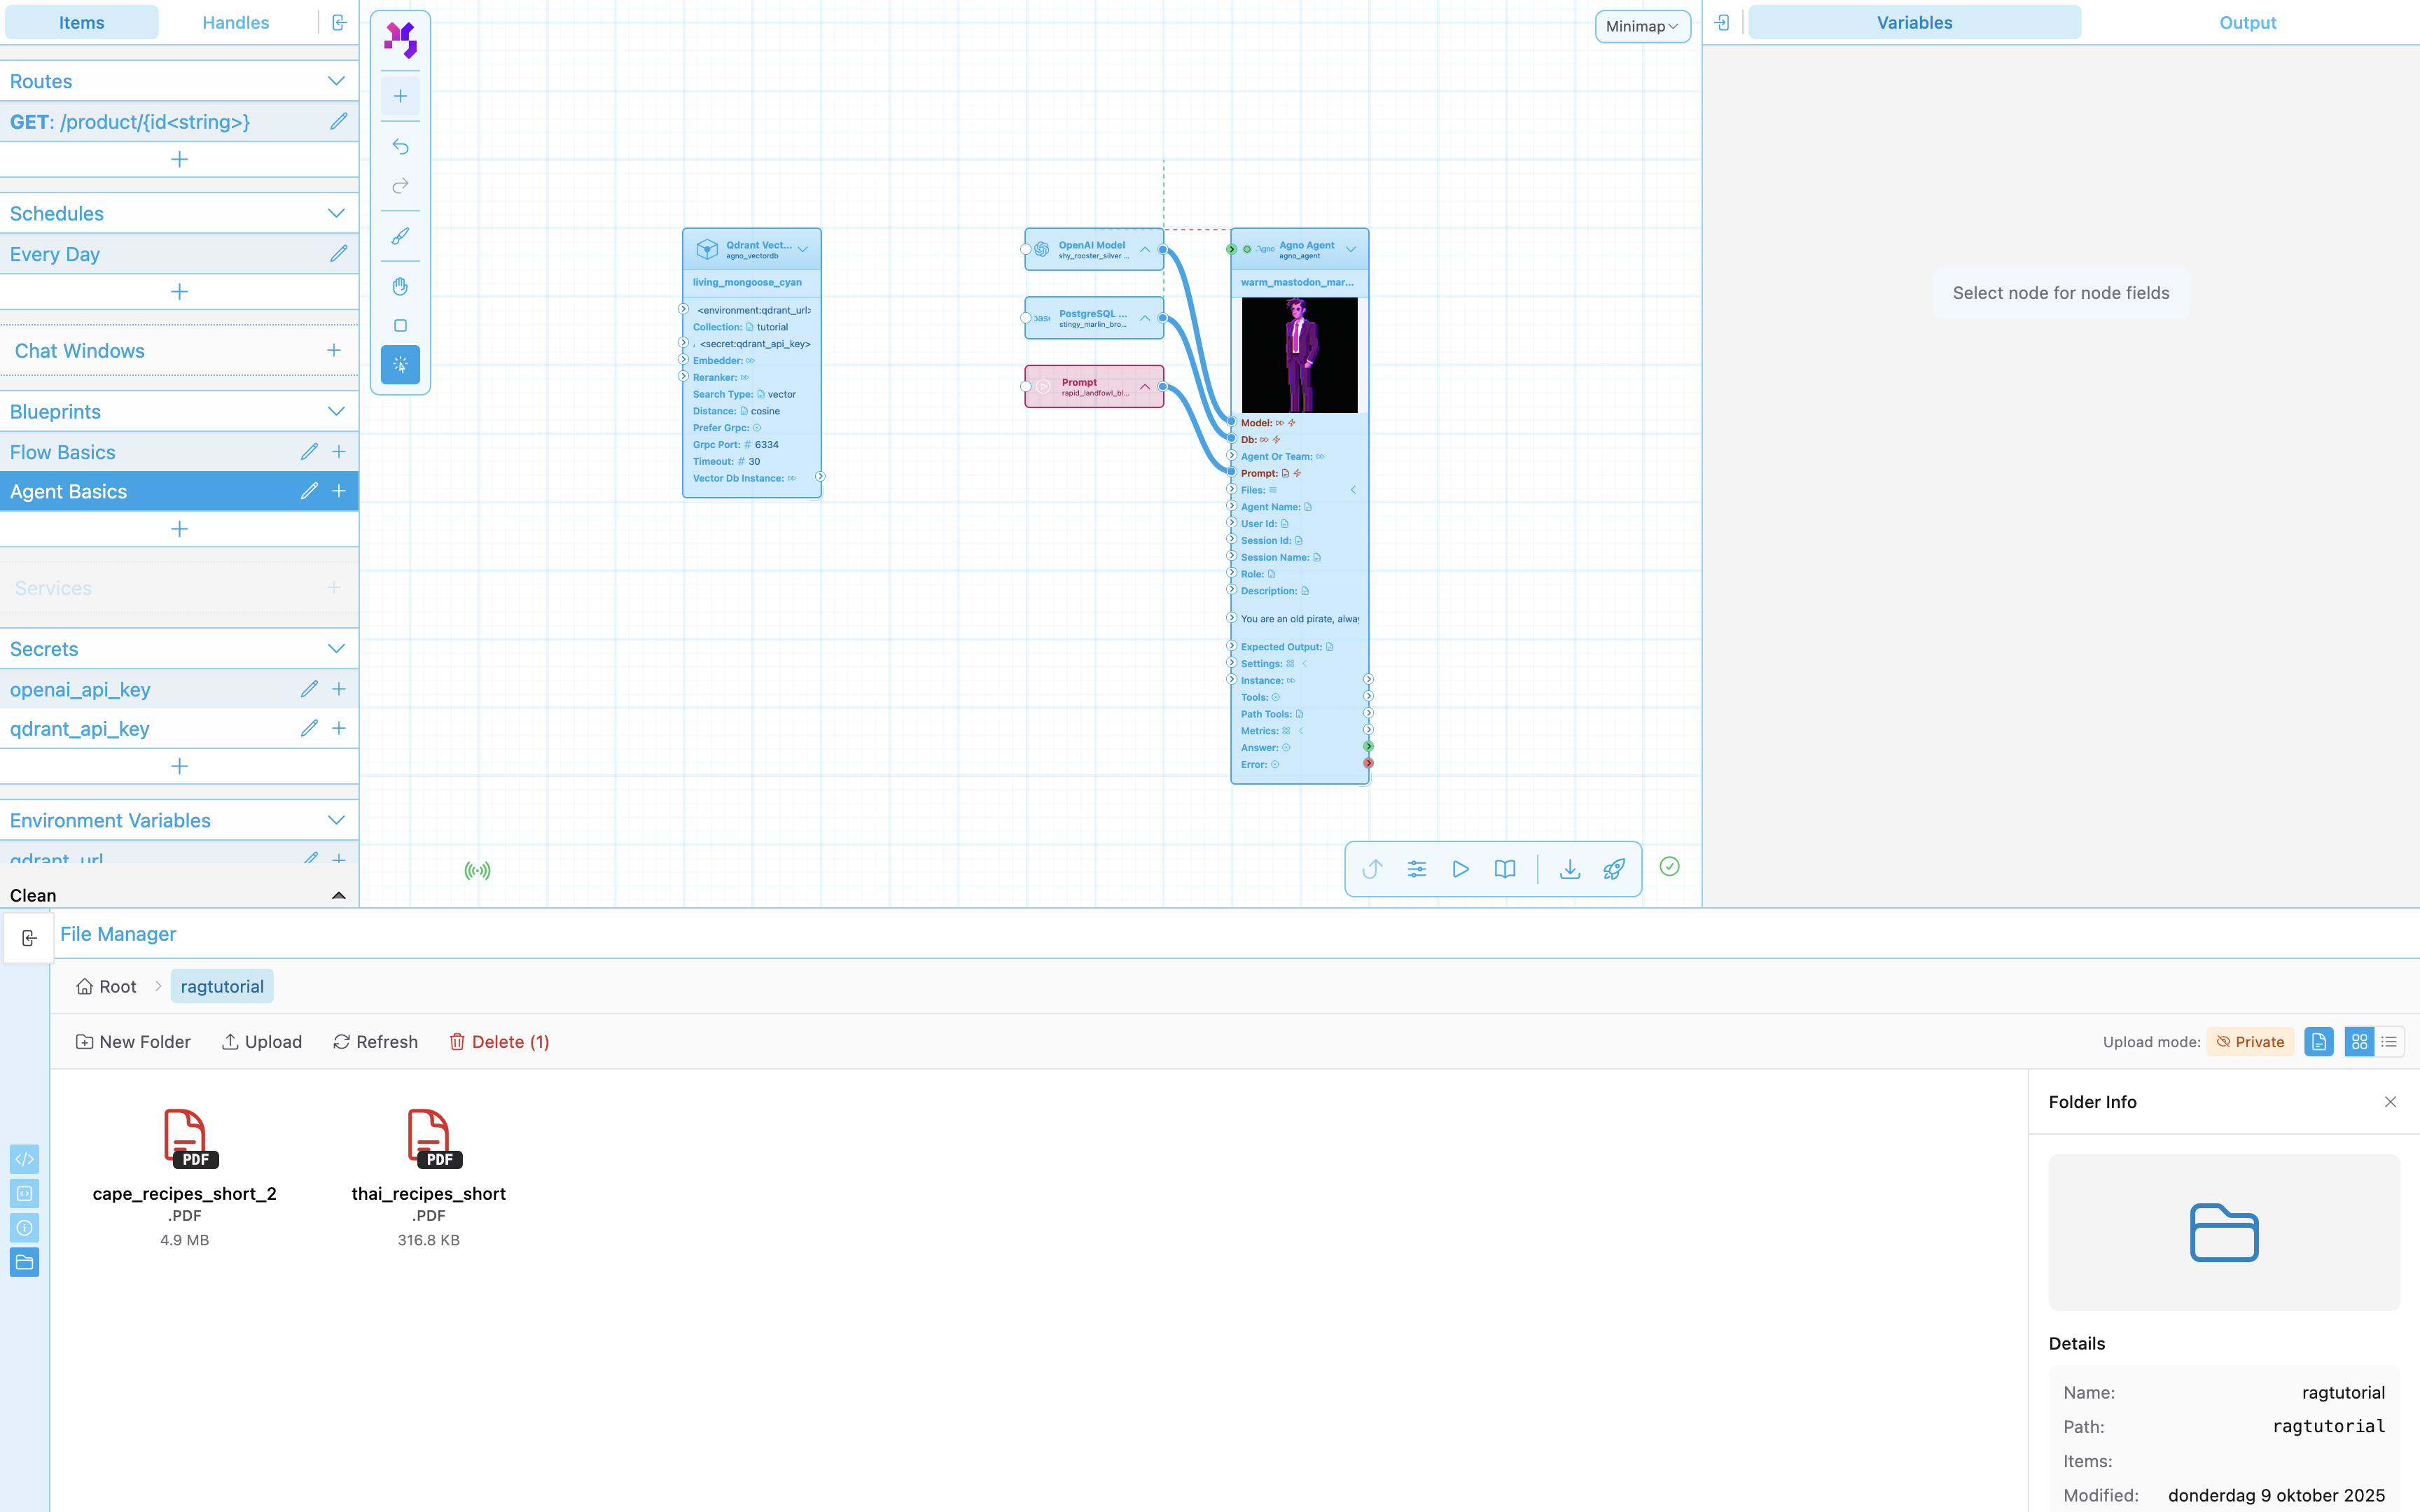 Items
Handles
Routes
GET: /product/{id<string>}
Schedules
Every Day
Chat Windows
Blueprints
Flow Basics
Agent Basics
Services
Secrets
openai_api_key
qdrant_api_key
Environment Variables
qdrant_url
Clean
Minimap
Qdrant Vect...
agno_vectordb
living_mongoose_cyan
<environment:qdrant_url>
Collection: tutorial
<secret:qdrant_api_key>
Embedder:
Reranker:
Search Type: vector
Distance: cosine
Prefer Grpc:
Grpc Port: # 6334
Timeout: # 30
Vector Db Instance:
OpenAI Model
shy_rooster_silver ...
PostgreSQL ...
stingy_marlin_bro...
Prompt
rapid_landfowl_bl...
Agno Agent
agno_agent
warm_mastodon_mar...
Model:
Db:
Agent Or Team:
Prompt:
Files:
Agent Name:
User Id:
Session Id:
Session Name:
Role:
Description:
You are an old pirate, alway
Expected Output:
Settings:
Instance:
Tools:
Path Tools:
Metrics:
Answer:
Error:
Variables
Output
Select node for node fields
File Manager
Root
ragtutorial
New Folder
Upload
Refresh
Delete (1)
Upload mode: Private
PDF
cape_recipes_short_2
.PDF
4.9 MB
PDF
thai_recipes_short
.PDF
316.8 KB
Folder Info
Details
Name: ragtutorial
Path: ragtutorial
Items:
Modified: donderdag 9 oktober 2025